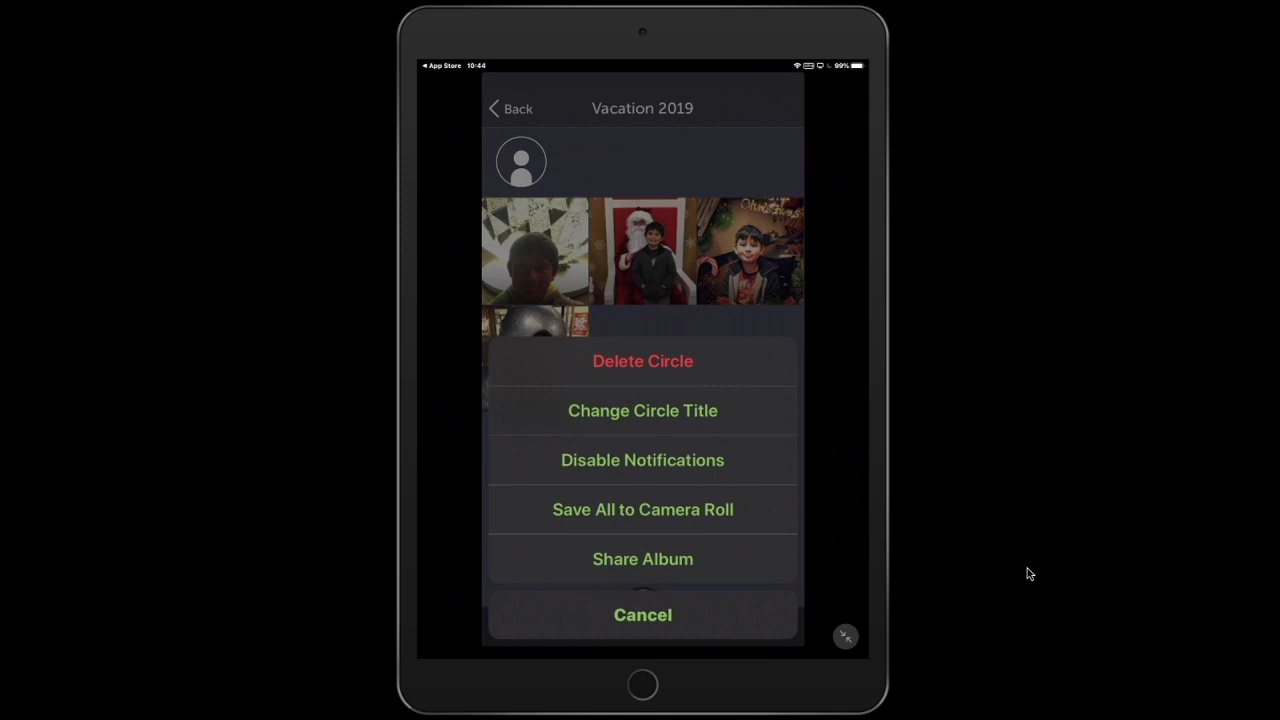 App Store 10:44
99%
Back
Vacation 2019
Christmas
Delete Circle
Change Circle Title
Disable Notifications
Save All to Camera Roll
Share Album
Cancel